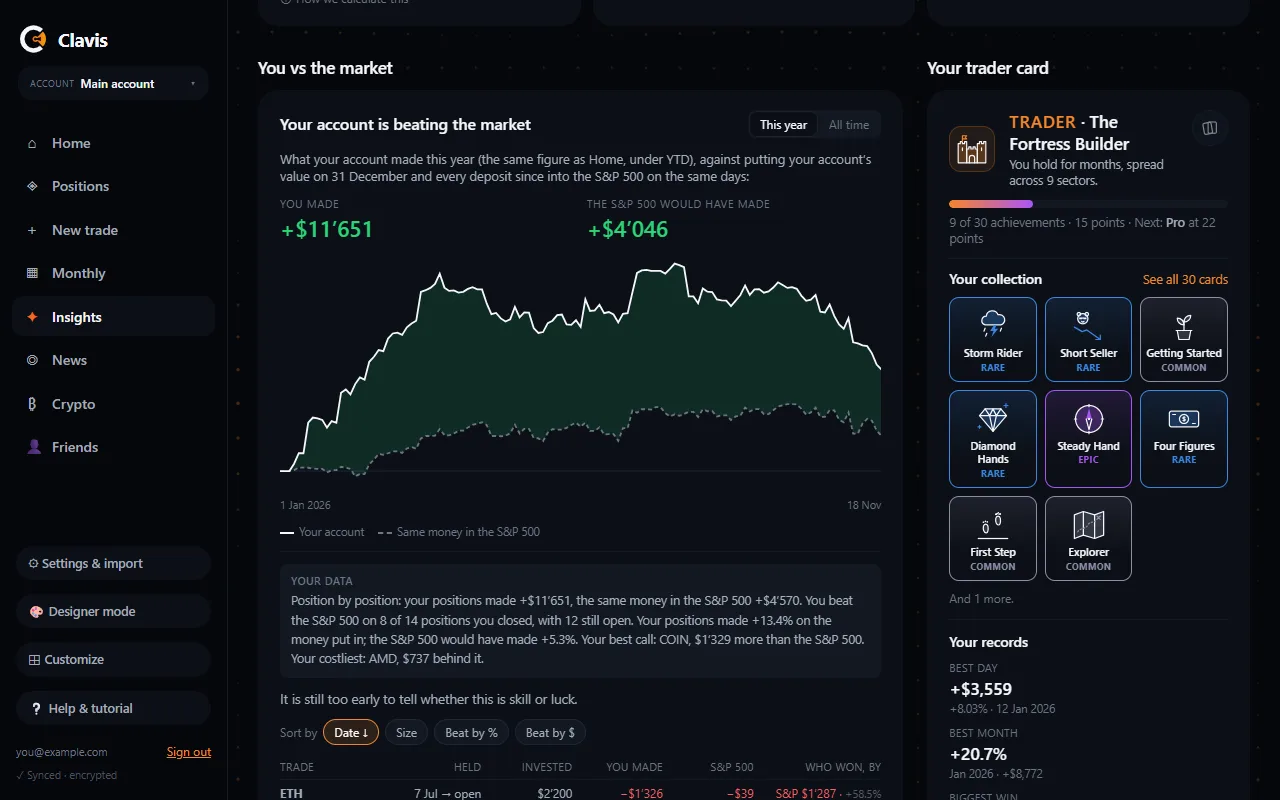 Clavis
ACCOUNT Main account
Home
Positions
New trade
Monthly
Insights
News
Crypto
Friends
Settings & import
Designer mode
Customize
Help & tutorial
you@example.com Sign out
✓ Synced · encrypted
How we calculate this
You vs the market
Your account is beating the market
This year All time
What your account made this year (the same figure as Home, under YTD), against putting your account's
value on 31 December and every deposit since into the S&P 500 on the same days:
YOU MADE THE S&P 500 WOULD HAVE MADE
+$11'651 +$4'046
1 Jan 2026 18 Nov
Your account Same money in the S&P 500
YOUR DATA
Position by position: your positions made +$11'651, the same money in the S&P 500 +$4'570. You beat
the S&P 500 on 8 of 14 positions you closed, with 12 still open. Your positions made +13.4% on the
money put in; the S&P 500 would have made +5.3%. Your best call: COIN, $1'329 more than the S&P 500.
Your costliest: AMD, $737 behind it.
It is still too early to tell whether this is skill or luck.
Sort by Date ↓ Size Beat by % Beat by $
TRADE HELD INVESTED YOU MADE S&P 500 WHO WON, BY
ETH 7 Jul → open $2'200 −$1'326 −$39 S&P $1'287 · +58.5%
Your trader card
TRADER · The
Fortress Builder
You hold for months, spread
across 9 sectors.
9 of 30 achievements · 15 points · Next: Pro at 22
points
Your collection See all 30 cards
Storm Rider
RARE
Short Seller
RARE
Getting Started
COMMON
Diamond
Hands
RARE
Steady Hand
EPIC
Four Figures
RARE
First Step
COMMON
Explorer
COMMON
And 1 more.
Your records
BEST DAY
+$3,559
+8.03% · 12 Jan 2026
BEST MONTH
+20.7%
Jan 2026 · +$8,772
BIGGEST WIN